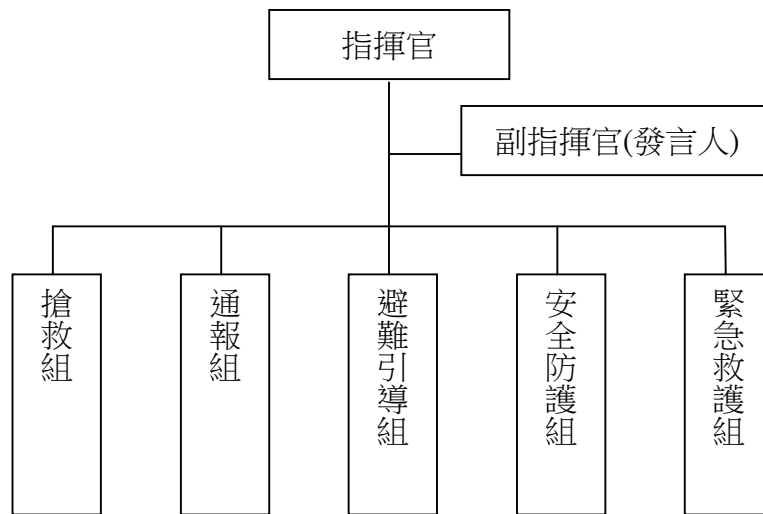 指揮官
副指揮官(發言人)
搶救組
通報組
避難引導組
安全防護組
緊急救護組